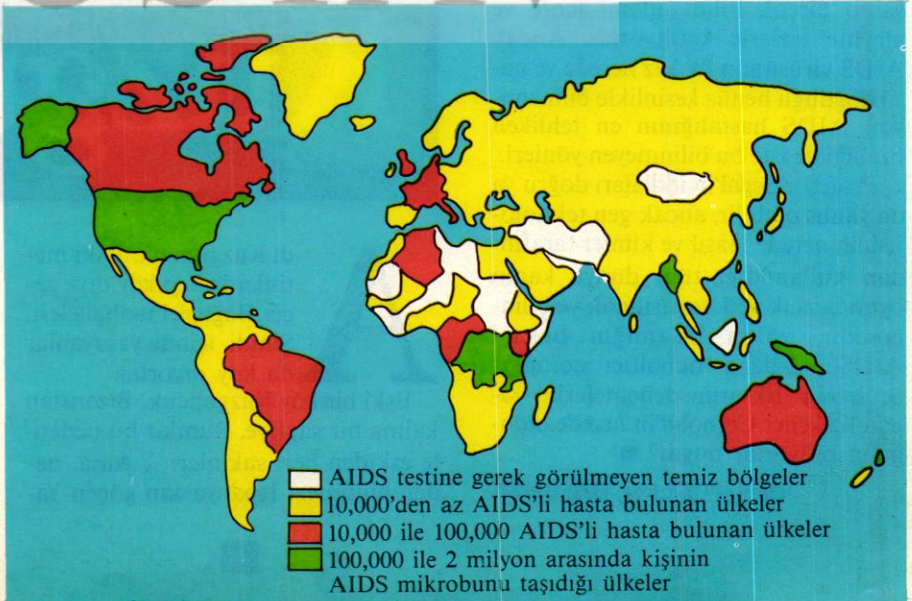 AIDS testine gerek görülmeyen temiz bölgeler
10,000'den az AIDS'li hasta bulunan ülkeler
10,000 ile 100,000 AIDS'li hasta bulunan ülkeler
100,000 ile 2 milyon arasında kişinin
AIDS mikrobunu taşıdığı ülkeler